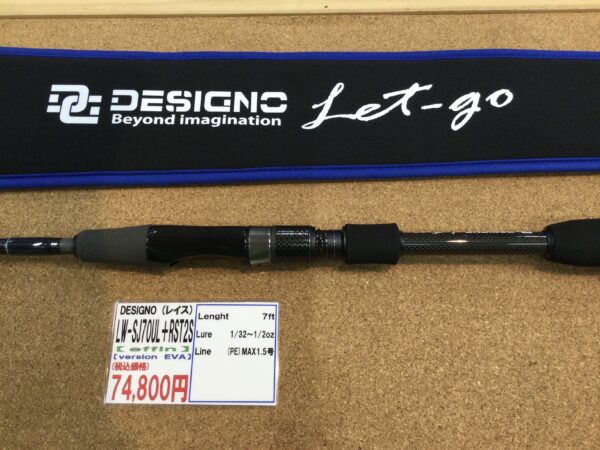 DESIGNO
Beyond imagination
Let-go
DESIGNO (レイス)
LW-SJ70UL+RST2S
【effin】
【version EVA】
(税込価格)
74,800円
Lenght 7ft
Lure 1/32~1/2oz
Line (PE)MAX1.5号